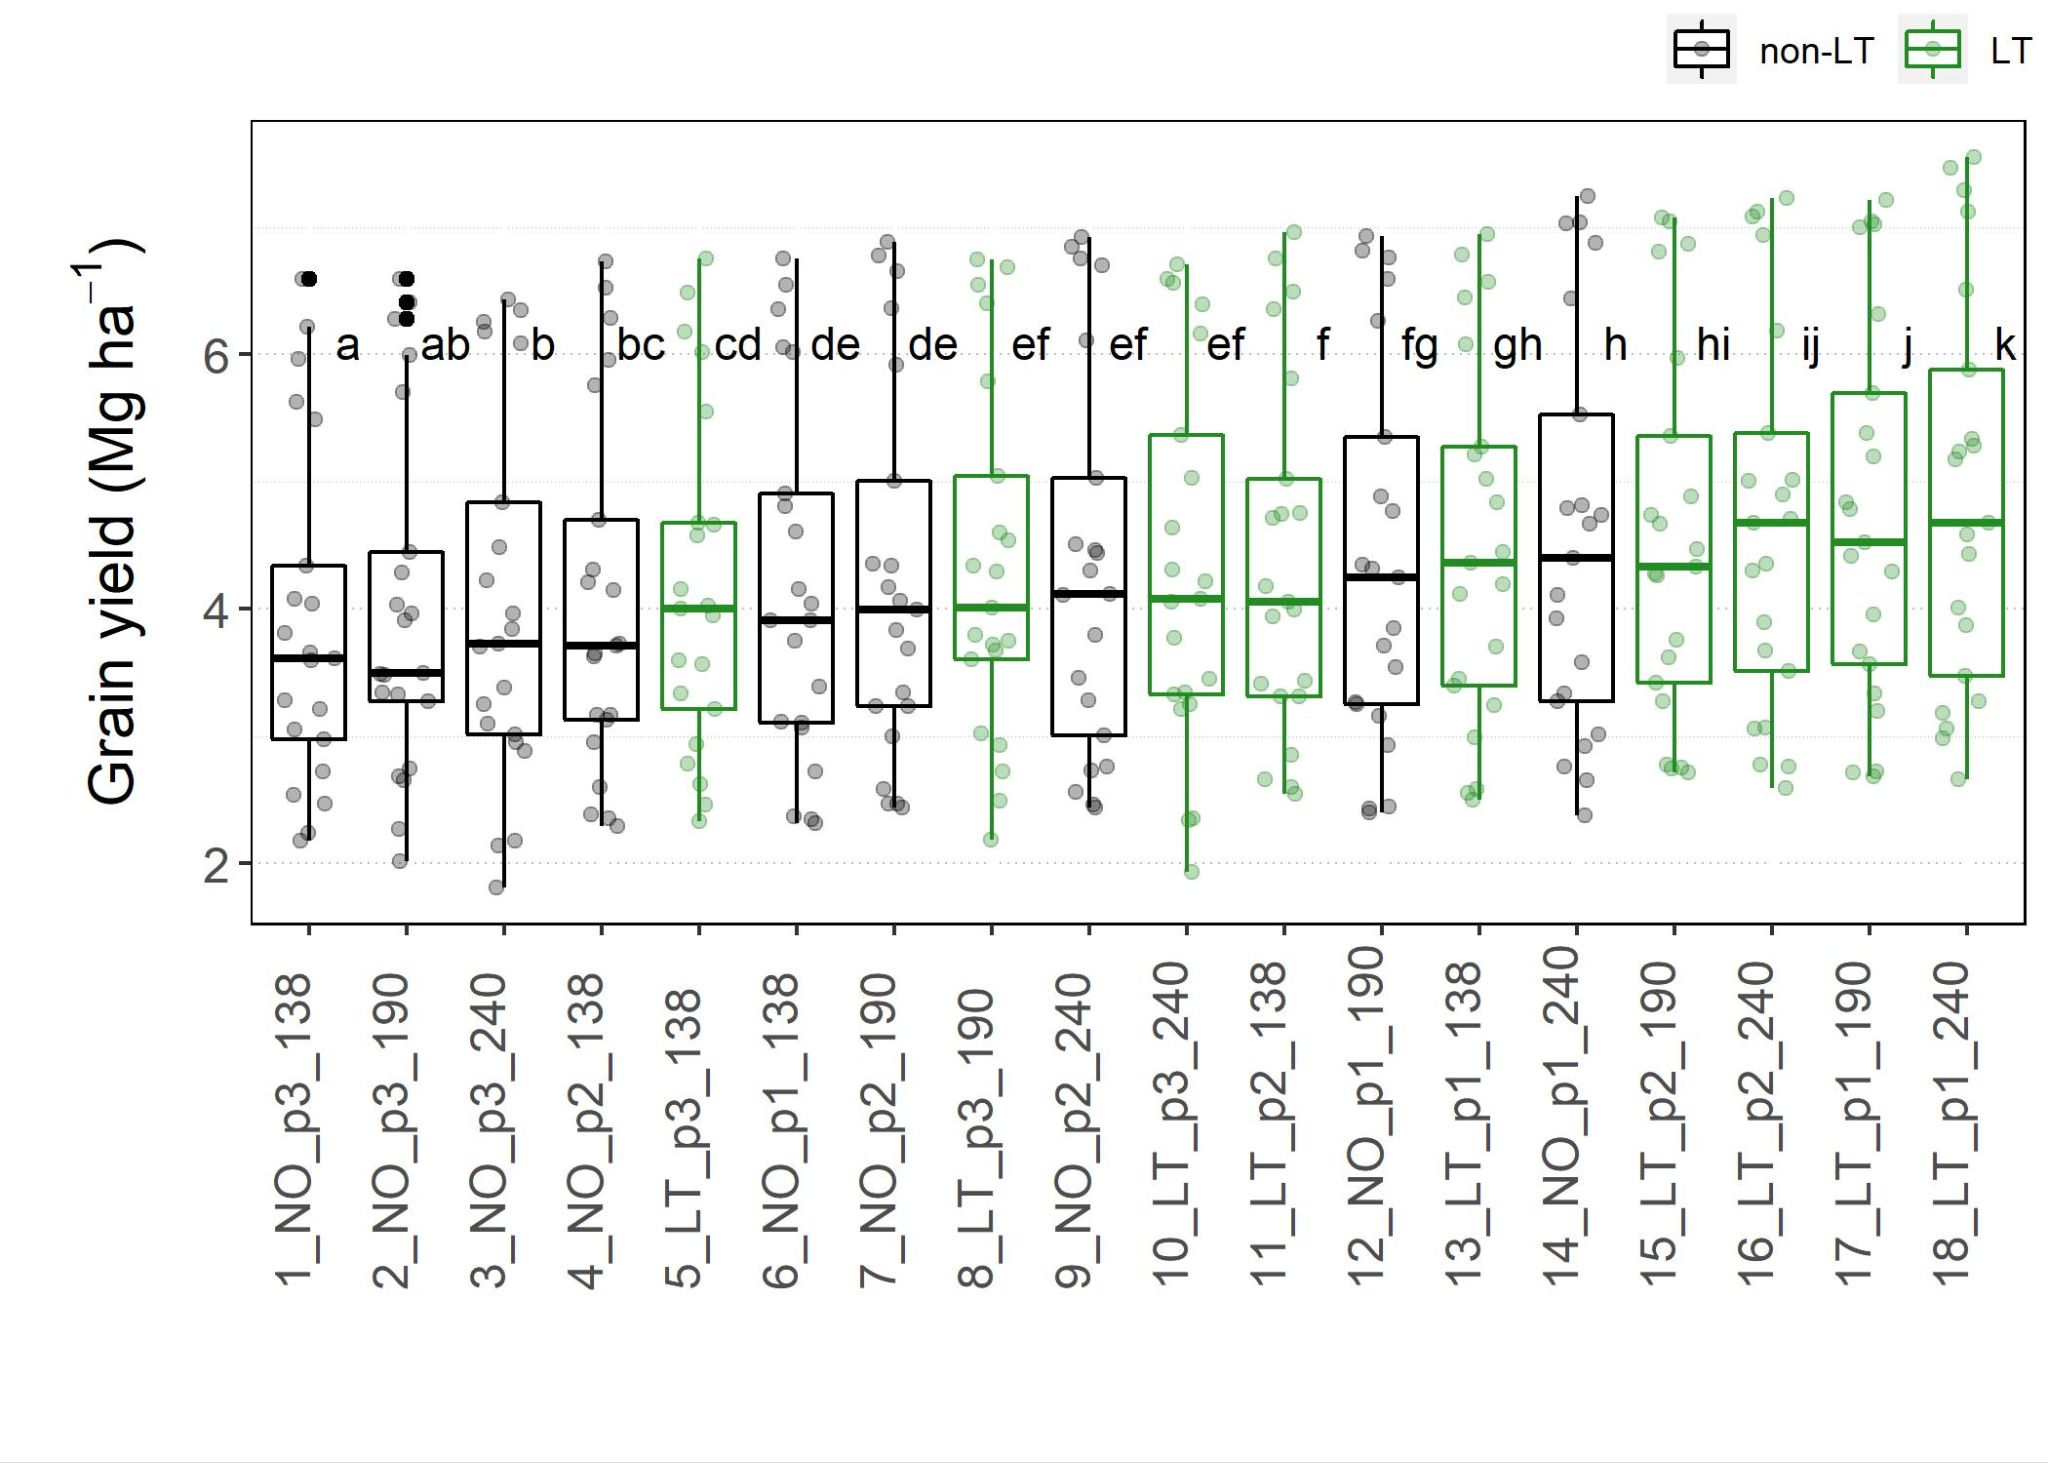 non-LT LT
Grain yield (Mg ha⁻¹)
6
4
2
a ab b bc cd de de ef ef ef f fg gh h hi ij j k
1_NO_p3_138
2_NO_p3_190
3_NO_p3_240
4_NO_p2_138
5_LT_p3_138
6_NO_p1_138
7_NO_p2_190
8_LT_p3_190
9_NO_p2_240
10_LT_p3_240
11_LT_p2_138
12_NO_p1_190
13_LT_p1_138
14_NO_p1_240
15_LT_p2_190
16_LT_p2_240
17_LT_p1_190
18_LT_p1_240